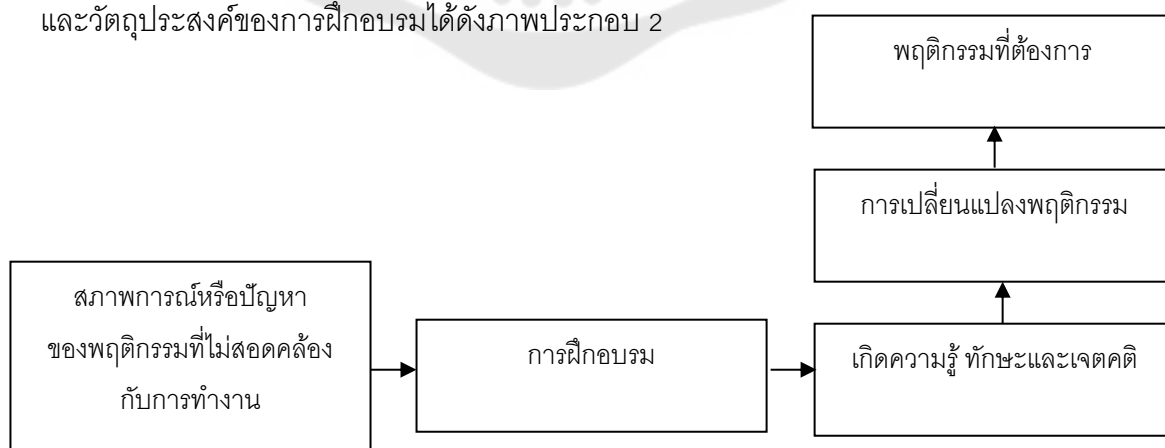 และวัตถุประสงค์ของการฝึกอบรมได้ดังภาพประกอบ 2
พฤติกรรมที่ต้องการ
การเปลี่ยนแปลงพฤติกรรม
สภาพการณ์หรือปัญหา
ของพฤติกรรมที่ไม่สอดคล้อง
กับการทำงาน
การฝึกอบรม
เกิดความรู้ ทักษะและเจตคติ